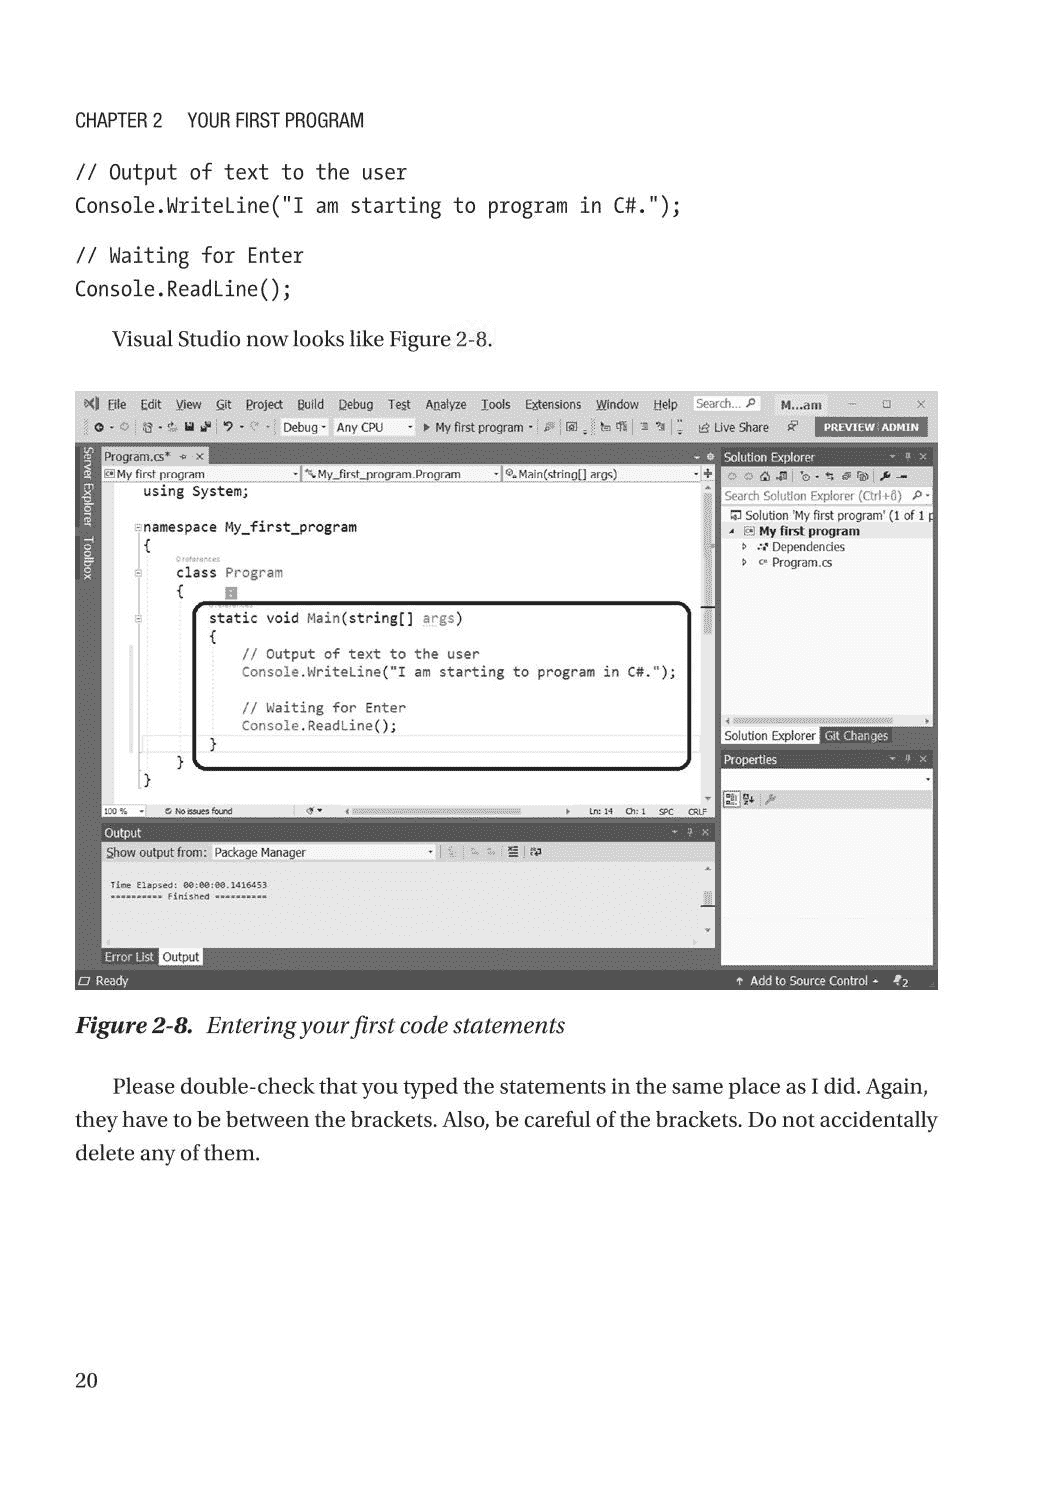 CHAPTER 2 YOUR FIRST PROGRAM
// Output of text to the user
Console.WriteLine("I am starting to program in C#.");
// Waiting for Enter
Console.ReadLine();
Visual Studio now looks like Figure 2-8.
File Edit View Git Project Build Debug Test Analyze Tools Extensions Window Help Search... M...am
Debug Any CPU My first program Live Share PREVIEW ADMIN
Server Explorer
Toolbox
Program.cs*
My first program My_first_program.Program Main(string[] args)
using System;
namespace My_first_program
{
0 references
class Program
{
0 references
static void Main(string[] args)
{
// Output of text to the user
Console.WriteLine("I am starting to program in C#.");
// Waiting for Enter
Console.ReadLine();
}
}
}
100 % No issues found Ln: 14 Ch: 1 SPC CRLF
Output
Show output from: Package Manager
Time Elapsed: 00:00:00.1416453
========== Finished ==========
Error List Output
Solution Explorer
Search Solution Explorer (Ctrl+ů)
Solution 'My first program' (1 of 1 p
My first program
Dependencies
C# Program.cs
Solution Explorer Git Changes
Properties
Ready Add to Source Control 2
Figure 2-8. Entering your first code statements
Please double-check that you typed the statements in the same place as I did. Again,
they have to be between the brackets. Also, be careful of the brackets. Do not accidentally
delete any of them.
20